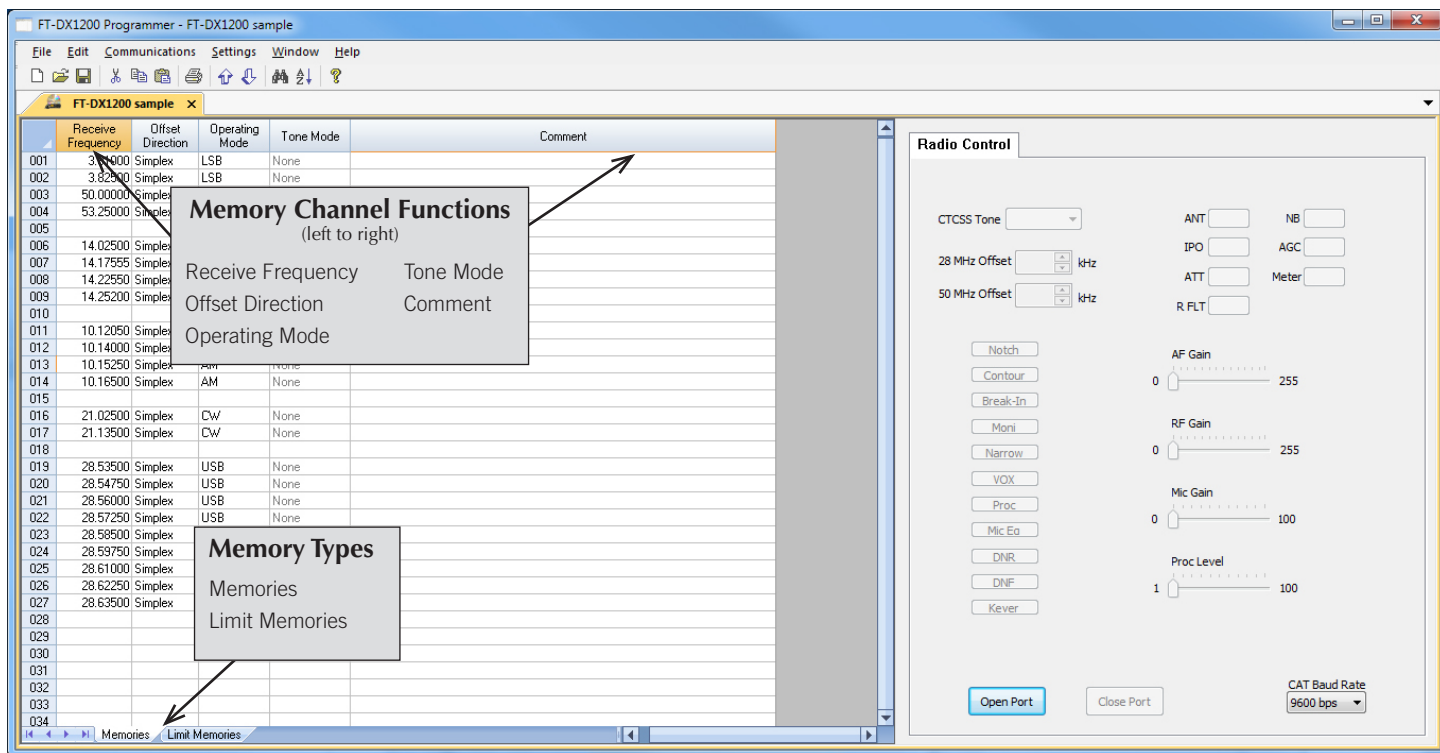 FT-DX1200 Programmer - FT-DX1200 sample
File Edit Communications Settings Window Help
FT-DX1200 sample
Receive Frequency Offset Direction Operating Mode Tone Mode Comment
001 Simplex LSB None
002 3.82500 Simplex LSB None
003 50.00000 Simplex
004 53.25000 Simplex
005
006 14.02500 Simplex
007 14.17555 Simplex
008 14.22550 Simplex
009 14.25200 Simplex
010
011 10.12050 Simplex
012 10.14000 Simplex
013 10.15250 Simplex AM None
014 10.16500 Simplex AM None
015
016 21.02500 Simplex CW None
017 21.13500 Simplex CW None
018
019 28.53500 Simplex USB None
020 28.54750 Simplex USB None
021 28.56000 Simplex USB None
022 28.57250 Simplex USB None
023 28.58500 Simplex
024 28.59750 Simplex
025 28.61000 Simplex
026 28.62250 Simplex
027 28.63500 Simplex
028
029
030
031
032
033
034
Memories Limit Memories
Memory Channel Functions
(left to right)
Receive Frequency Tone Mode
Offset Direction Comment
Operating Mode
Memory Types
Memories
Limit Memories
Radio Control
CTCSS Tone
28 MHz Offset kHz
50 MHz Offset kHz
ANT NB
IPO AGC
ATT Meter
R FLT
Notch
Contour
Break-In
Moni
Narrow
VOX
Proc
Mic Eq
DNR
DNF
Keyer
AF Gain
0 255
RF Gain
0 255
Mic Gain
0 100
Proc Level
1 100
Open Port Close Port
CAT Baud Rate
9600 bps